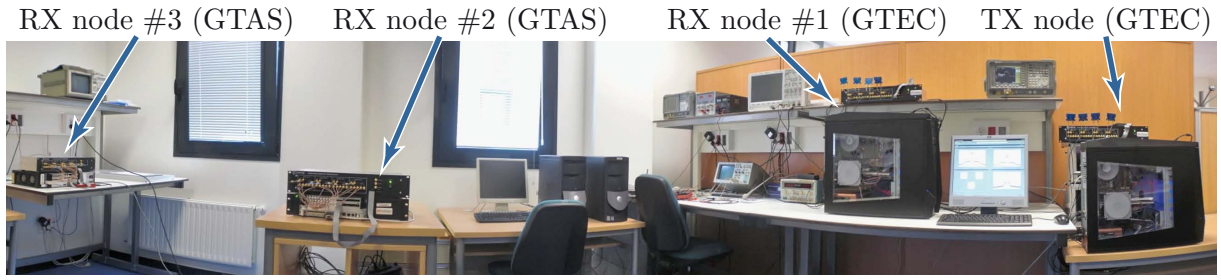 RX node #3 (GTAS) RX node #2 (GTAS) RX node #1 (GTEC) TX node (GTEC)